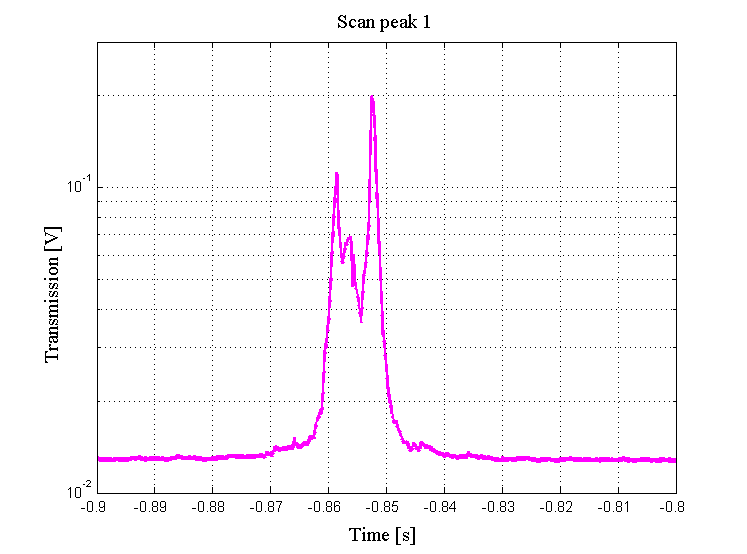 Scan peak 1
Transmission [V]
10-1
10-2
-0.9 -0.89 -0.88 -0.87 -0.86 -0.85 -0.84 -0.83 -0.82 -0.81 -0.8
Time [s]